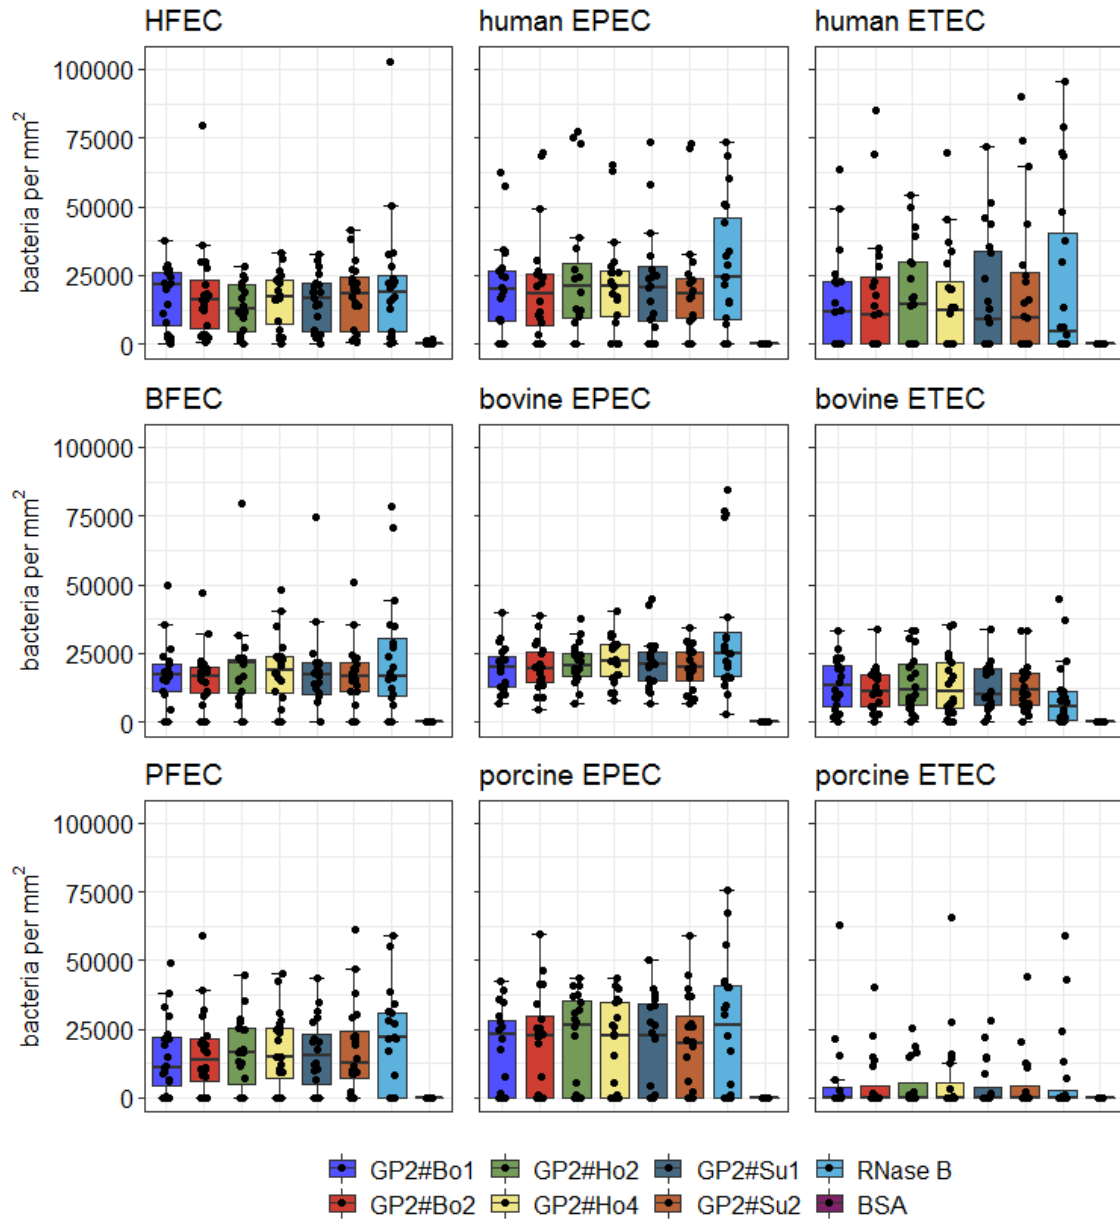 HFEC human EPEC human ETEC
100000
75000
50000
25000
0
bacteria per mm²
BFEC bovine EPEC bovine ETEC
100000
75000
50000
25000
0
bacteria per mm²
PFEC porcine EPEC porcine ETEC
100000
75000
50000
25000
0
bacteria per mm²
GP2#Bo1 GP2#Ho2 GP2#Su1 RNase B
GP2#Bo2 GP2#Ho4 GP2#Su2 BSA